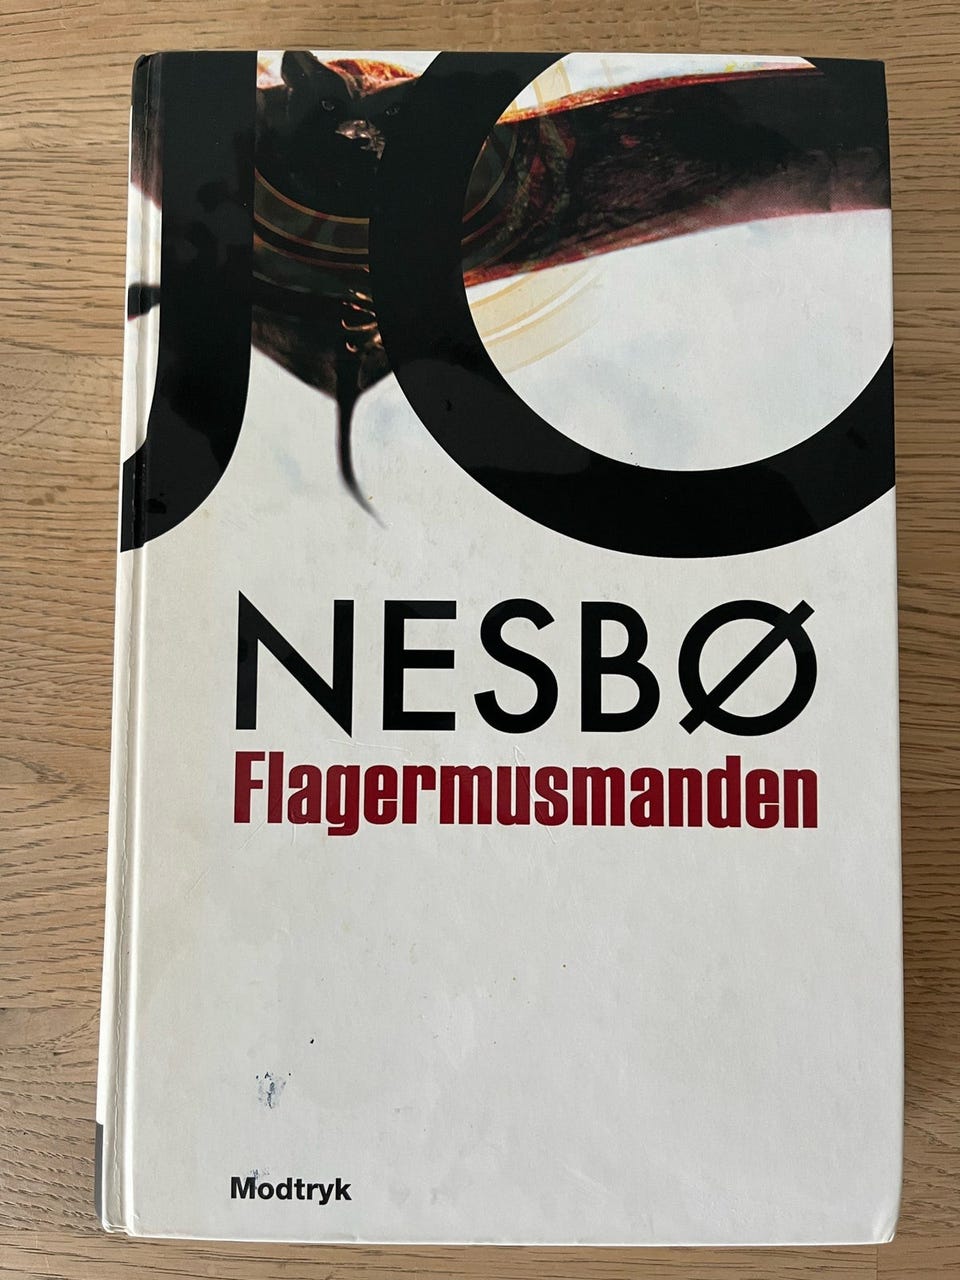 JO
NESBØ
Flagermusmanden
Modtryk